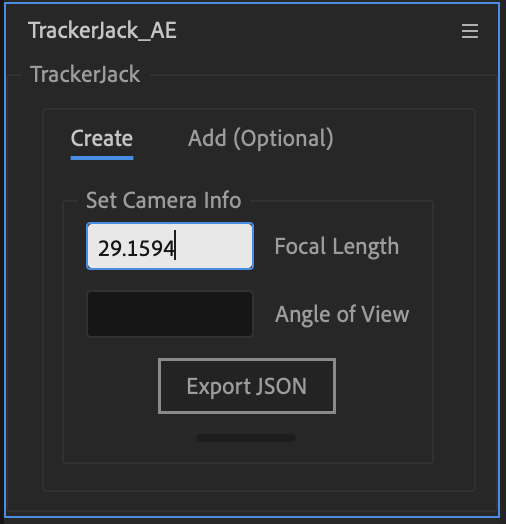 TrackerJack_AE
TrackerJack
Create Add (Optional)
Set Camera Info
29.1594 Focal Length
Angle of View
Export JSON